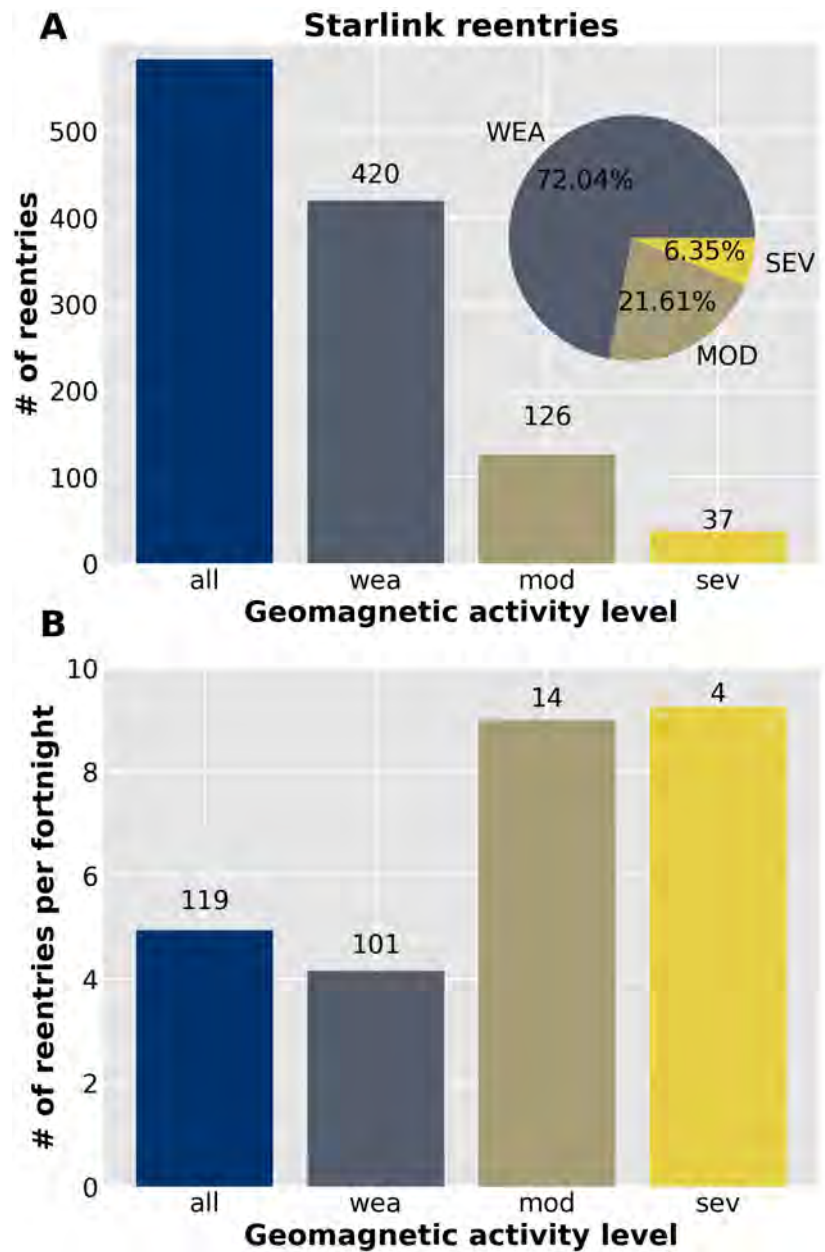 A
Starlink reentries
# of reentries
500
400
300
200
100
0
420
126
37
WEA
72.04%
6.35%
SEV
21.61%
MOD
all wea mod sev
Geomagnetic activity level
B
# of reentries per fortnight
10
8
6
4
2
0
119
101
14
4
all wea mod sev
Geomagnetic activity level